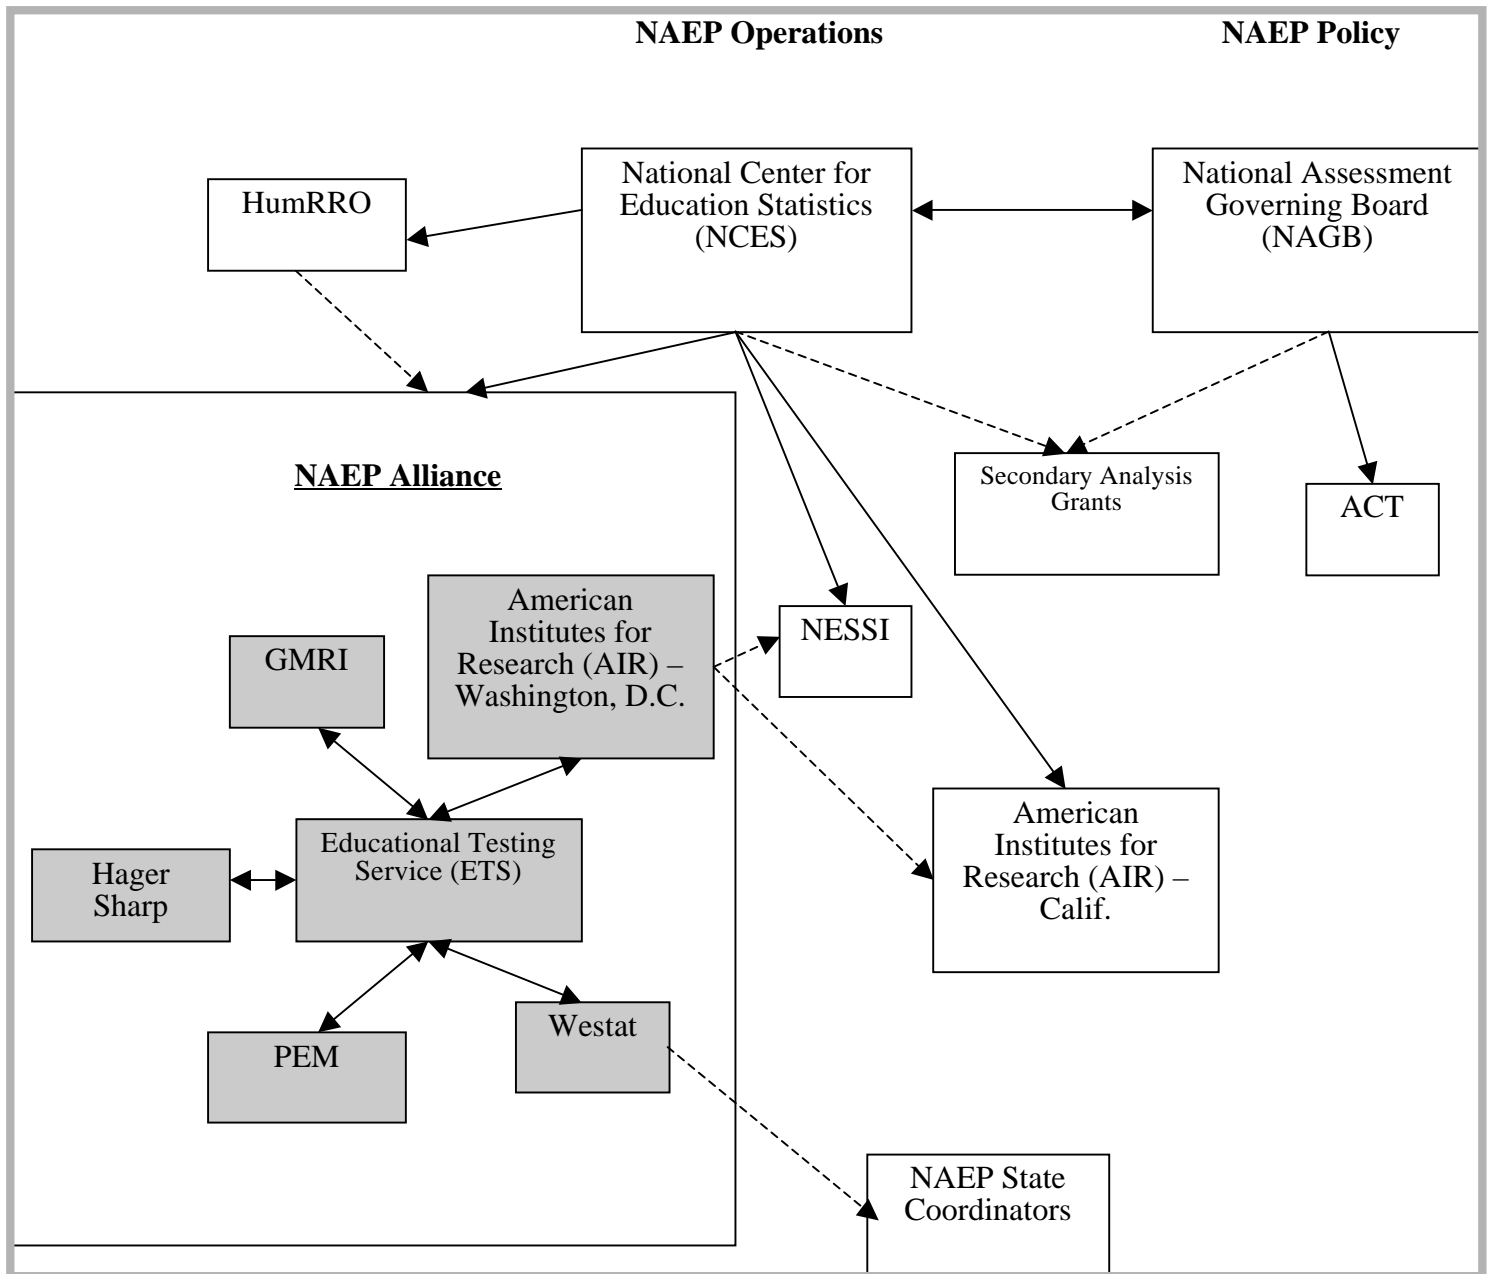 NAEP Operations
NAEP Policy
HumRRO
National Center for
Education Statistics
(NCES)
National Assessment
Governing Board
(NAGB)
NAEP Alliance
Secondary Analysis
Grants
ACT
American
Institutes for
Research (AIR) –
Washington, D.C.
NESSI
GMRI
Educational Testing
Service (ETS)
Hager
Sharp
American
Institutes for
Research (AIR) –
Calif.
PEM
Westat
NAEP State
Coordinators